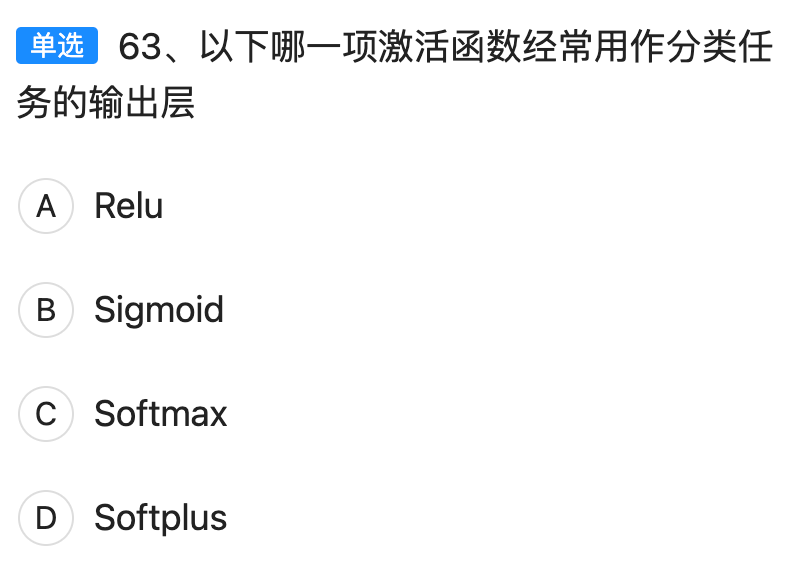 单选 63、以下哪一项激活函数经常用作分类任
务的输出层
A Relu
B Sigmoid
C Softmax
D Softplus